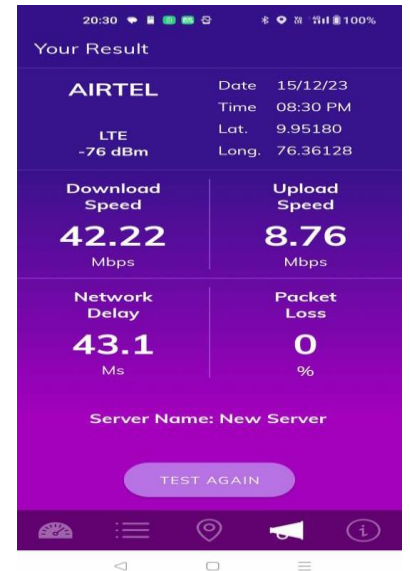 20:30
100%
Your Result
AIRTEL
LTE
-76 dBm
Date 15/12/23
Time 08:30 PM
Lat. 9.95180
Long. 76.36128
Download
Speed
42.22
Mbps
Upload
Speed
8.76
Mbps
Network
Delay
43.1
Ms
Packet
Loss
0
%
Server Name: New Server
TEST AGAIN